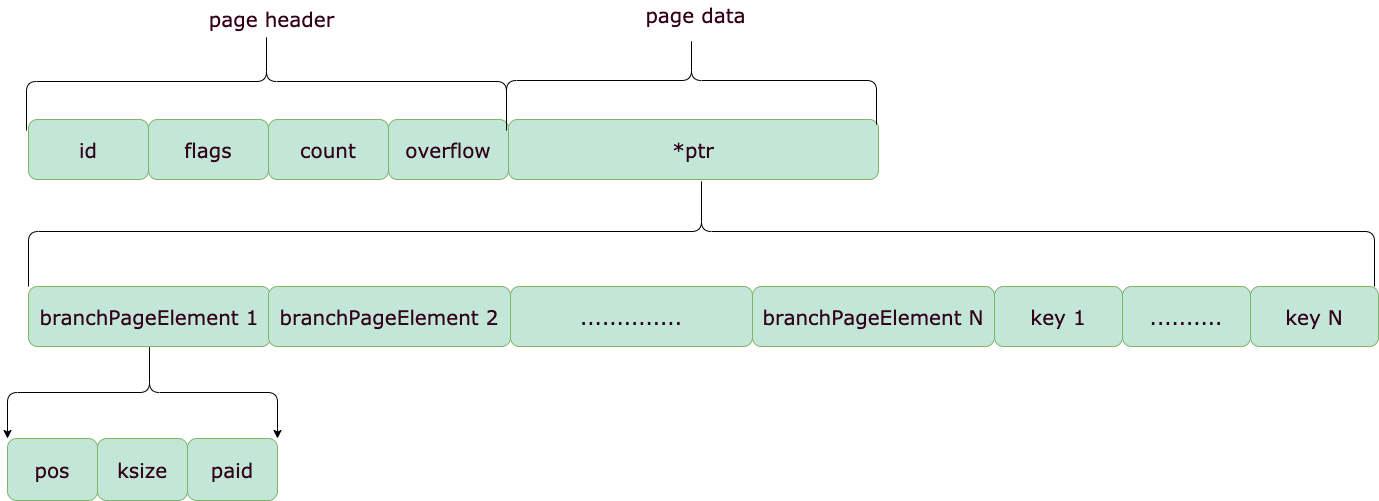 page header
page data
id
flags
count
overflow
*ptr
branchPageElement 1
branchPageElement 2
..............
branchPageElement N
key 1
..........
key N
pos
ksize
paid